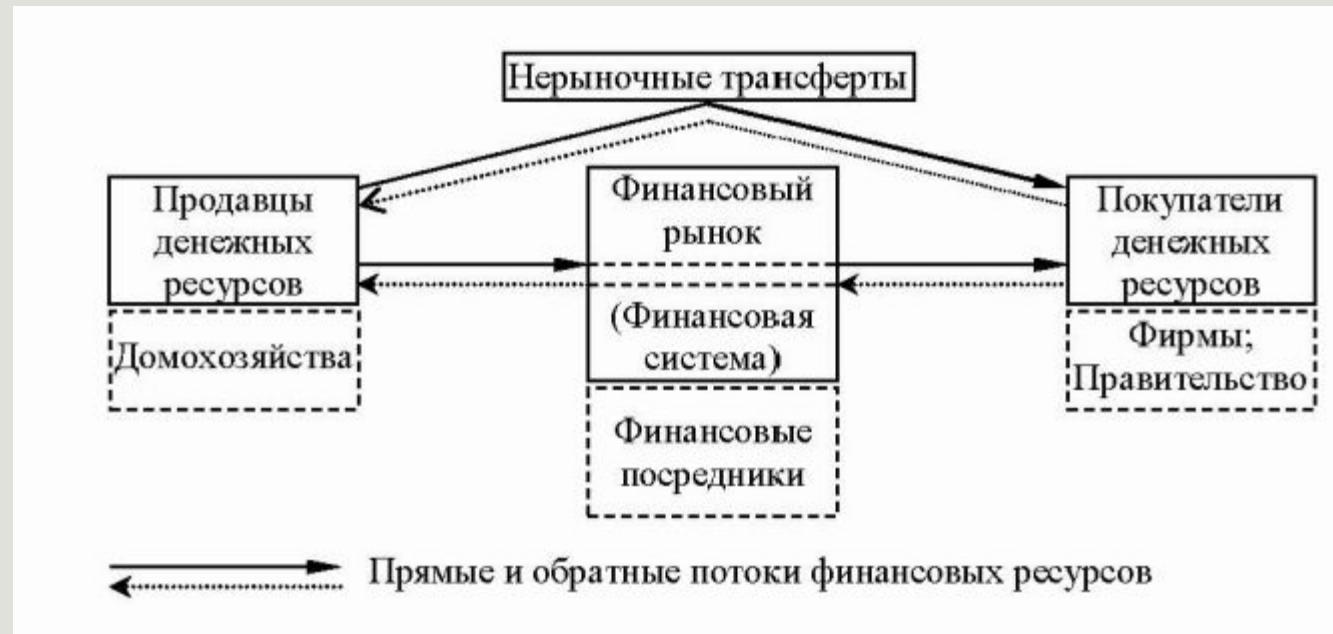 Нерыночные трансферты
Продавцы
денежных
ресурсов
Домохозяйства
Финансовый
рынок
(Финансовая
система)
Финансовые
посредники
Покупатели
денежных
ресурсов
Фирмы;
Правительство
Прямые и обратные потоки финансовых ресурсов